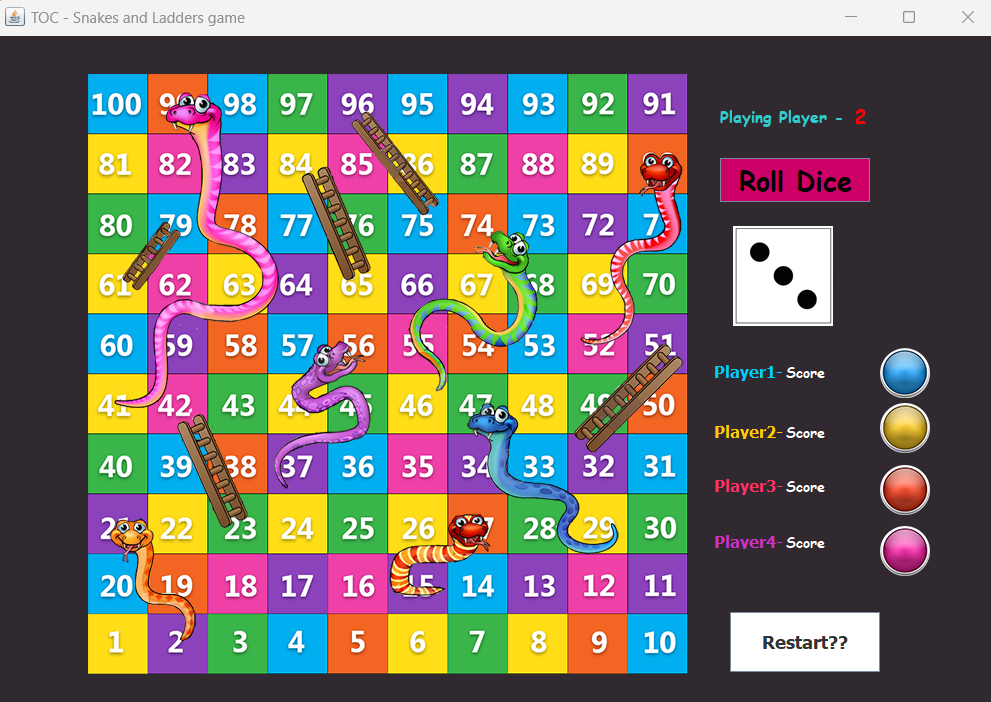 TOC - Snakes and Ladders game
100 99 98 97 96 95 94 93 92 91
81 82 83 84 85 86 87 88 89
80 79 78 77 76 75 74 73 72 71
61 62 63 64 65 66 67 68 69 70
60 59 58 57 56 55 54 53 52 51
41 42 43 44 45 46 47 48 49 50
40 39 38 37 36 35 34 33 32 31
21 22 23 24 25 26 27 28 29 30
20 19 18 17 16 15 14 13 12 11
1 2 3 4 5 6 7 8 9 10
Playing Player - 2
Roll Dice
Player1- Score
Player2- Score
Player3- Score
Player4- Score
Restart??